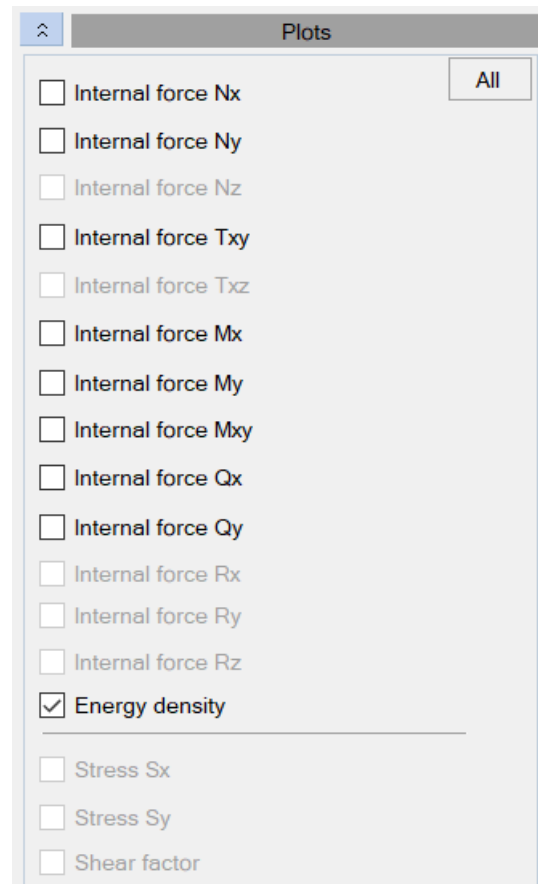 Plots
All
Internal force Nx
Internal force Ny
Internal force Nz
Internal force Txy
Internal force Txz
Internal force Mx
Internal force My
Internal force Mxy
Internal force Qx
Internal force Qy
Internal force Rx
Internal force Ry
Internal force Rz
Energy density
Stress Sx
Stress Sy
Shear factor